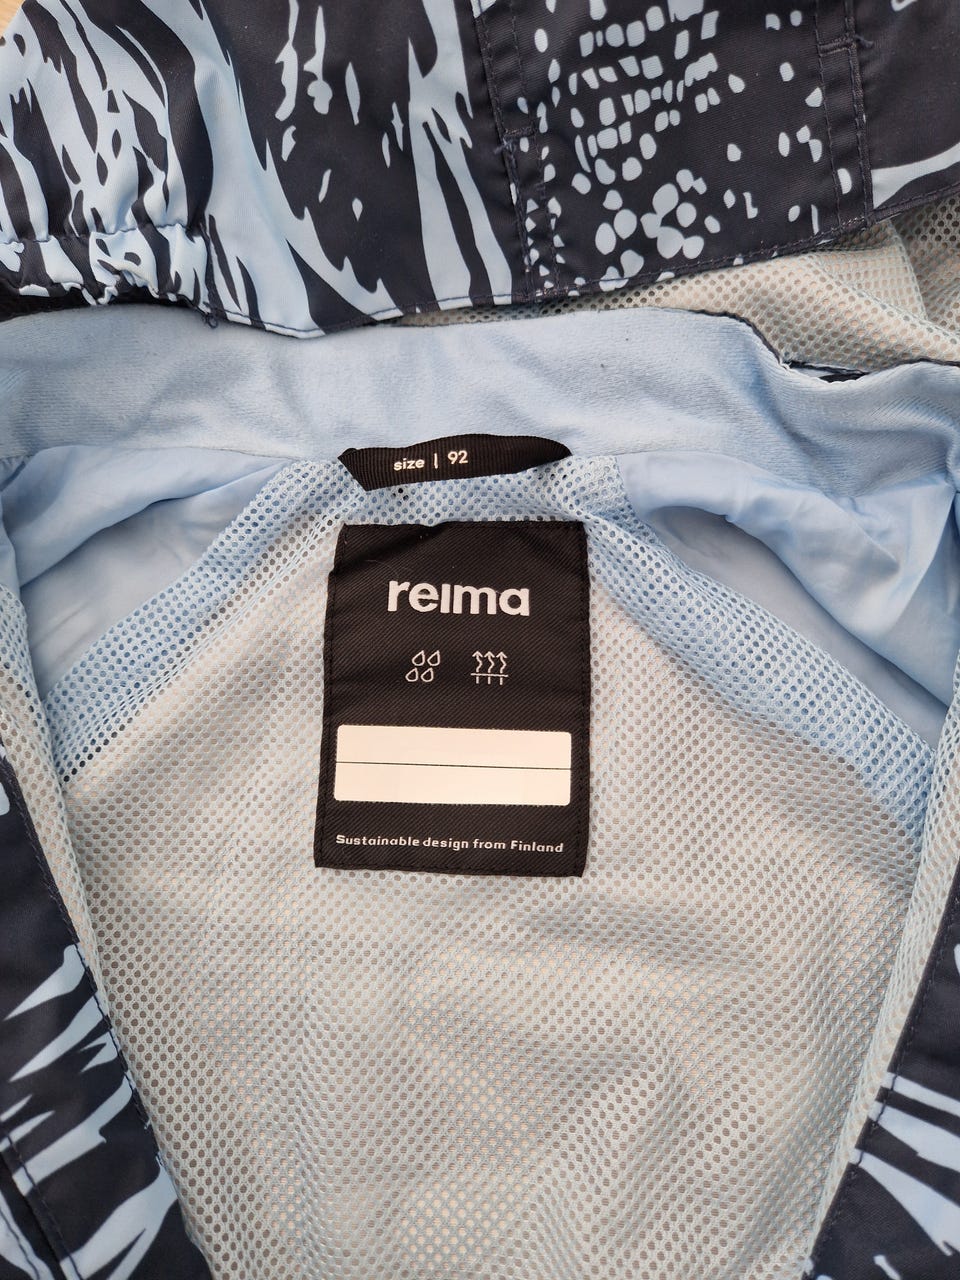 size | 92
reima
Sustainable design from Finland